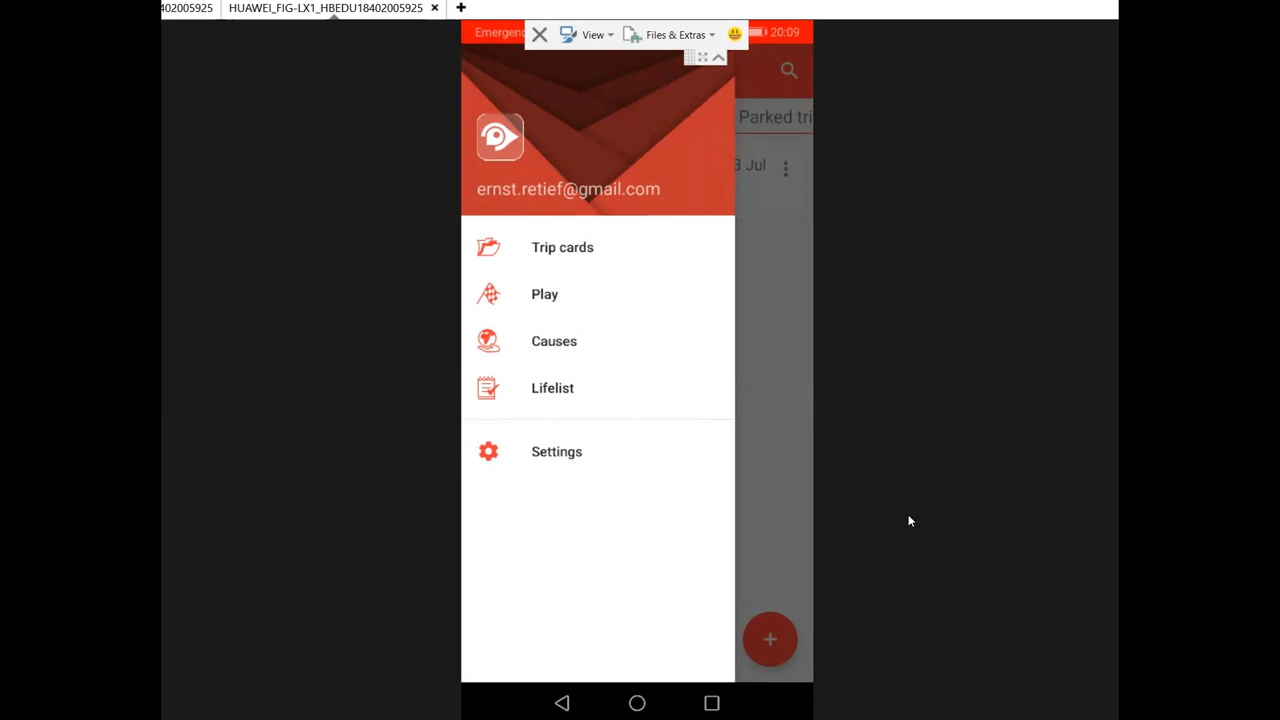 402005925 HUAWEI_FIG-LX1_HBEDU18402005925
View Files & Extras 20:09
Parked tri
3 Jul
ernst.retief@gmail.com
Trip cards
Play
Causes
Lifelist
Settings